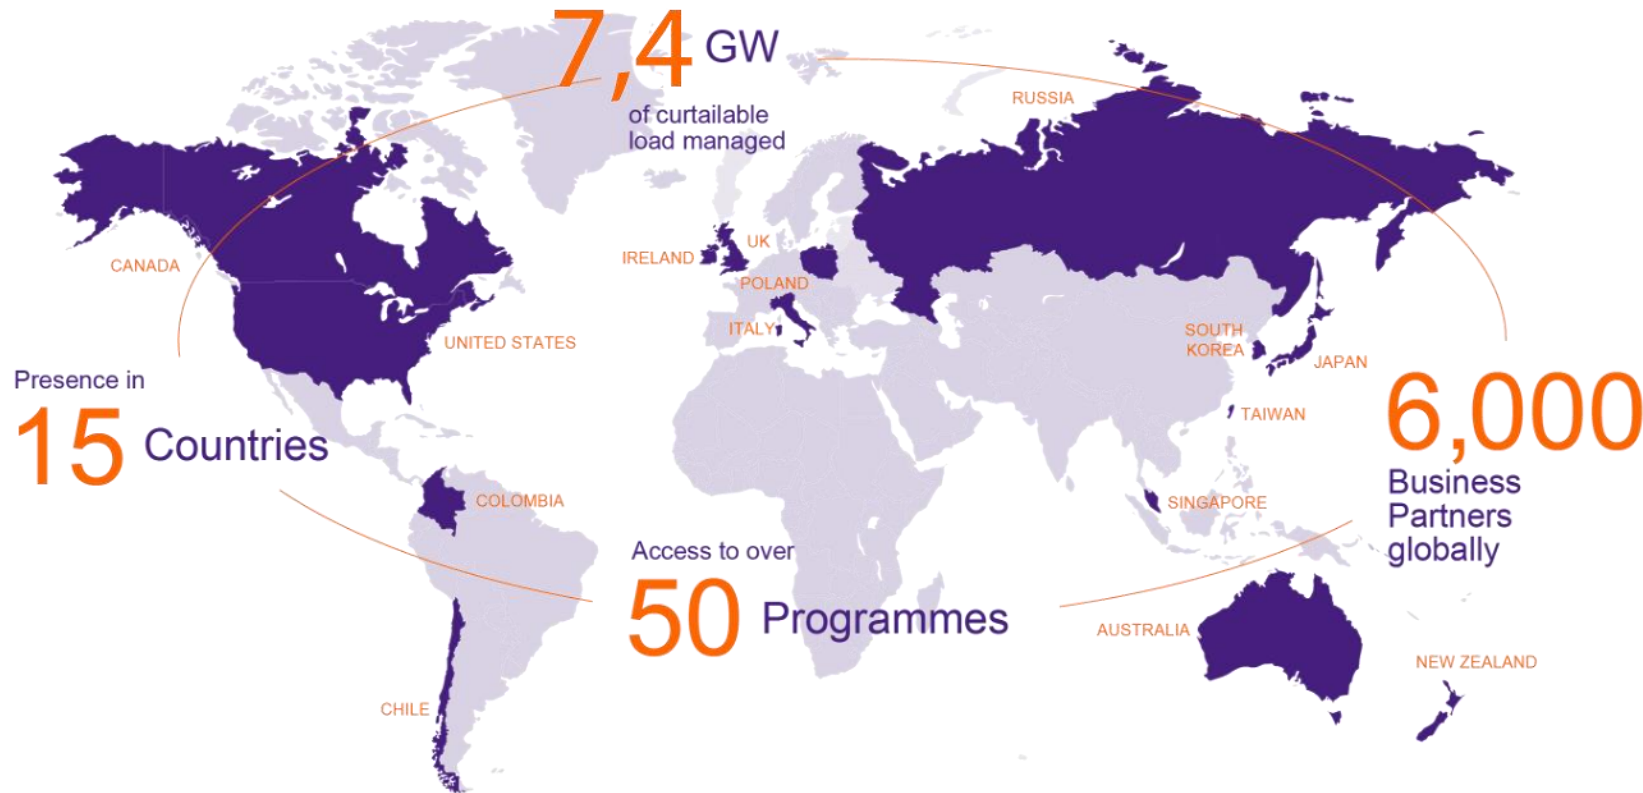 7,4 GW
of curtailable
load managed
RUSSIA
CANADA
IRELAND
UK
POLAND
ITALY
UNITED STATES
SOUTH
KOREA
JAPAN
TAIWAN
Presence in
15 Countries
6,000
Business
Partners
globally
COLOMBIA
SINGAPORE
Access to over
50 Programmes
AUSTRALIA
NEW ZEALAND
CHILE